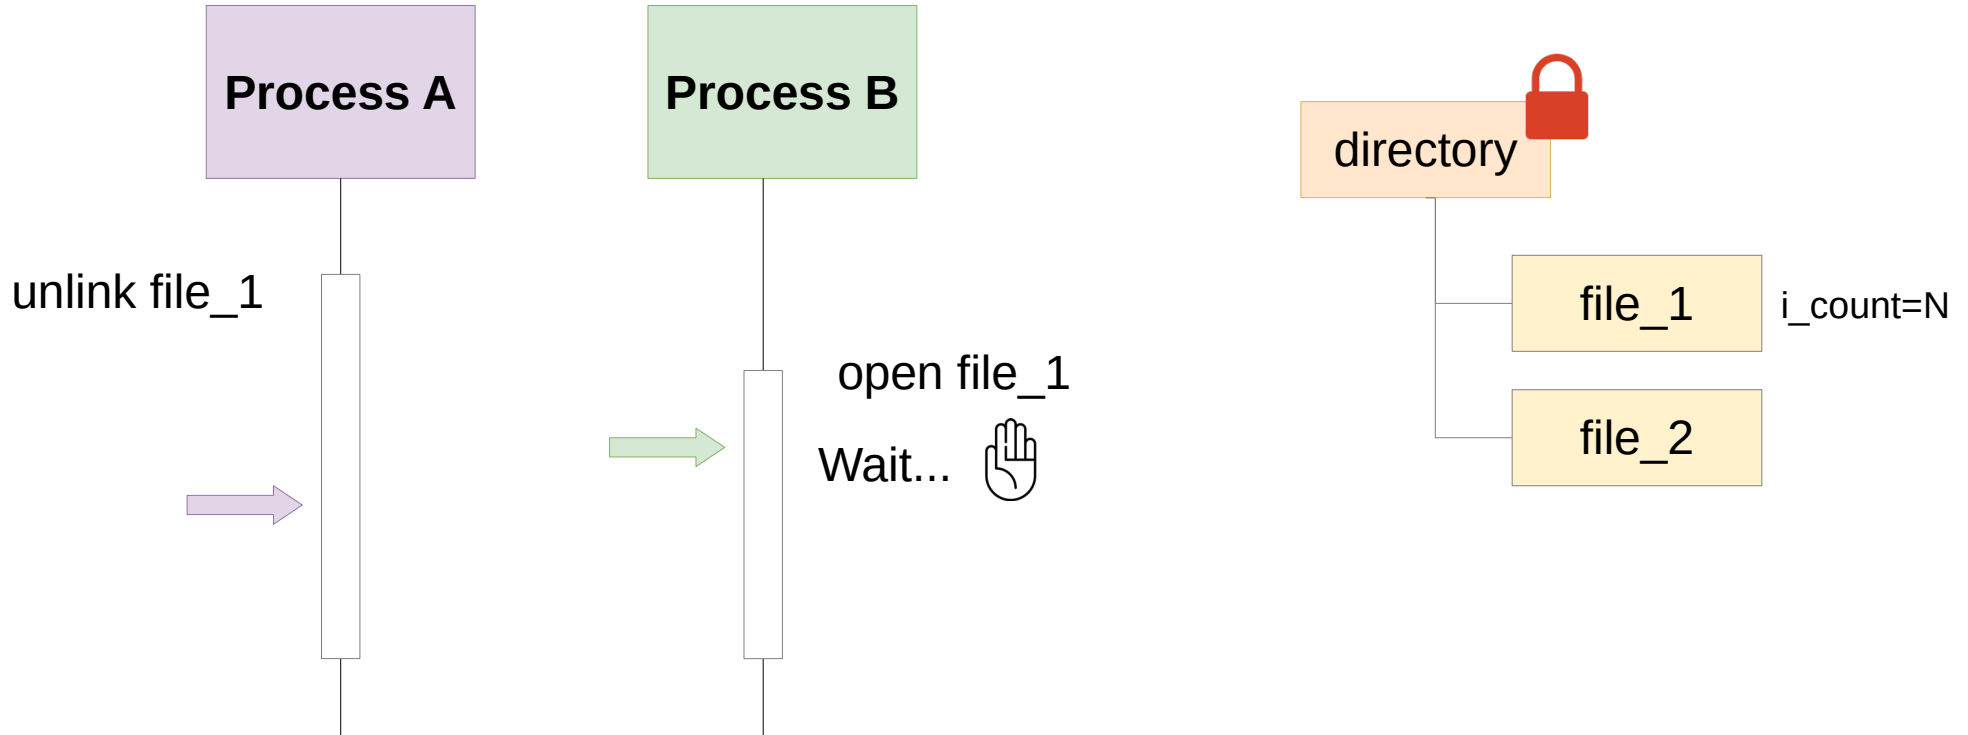 Process A
Process B
directory
unlink file_1
file_1
i_count=N
open file_1
file_2
Wait...